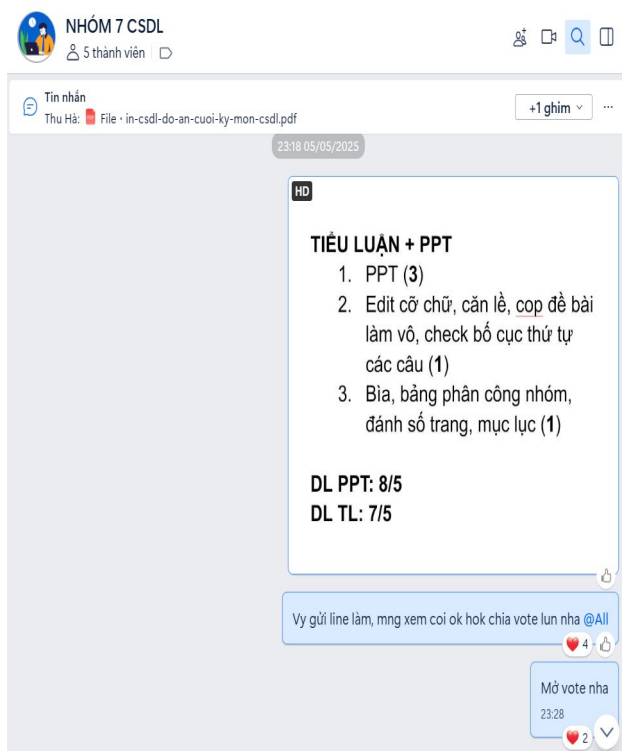 NHÓM 7 CSDL
5 thành viên
Tin nhắn
Thu Hà: File · in-csdl-do-an-cuoi-ky-mon-csdl.pdf
+1 ghim
23:18 05/05/2025
HD
TIỂU LUẬN + PPT
1. PPT (3)
2. Edit cỡ chữ, căn lề, cop đề bài
làm vô, check bố cục thứ tự
các câu (1)
3. Bìa, bảng phân công nhóm,
đánh số trang, mục lục (1)
DL PPT: 8/5
DL TL: 7/5
Vy gửi line làm, mng xem coi ok hok chia vote lun nha @All
4
Mở vote nha
23:28
2